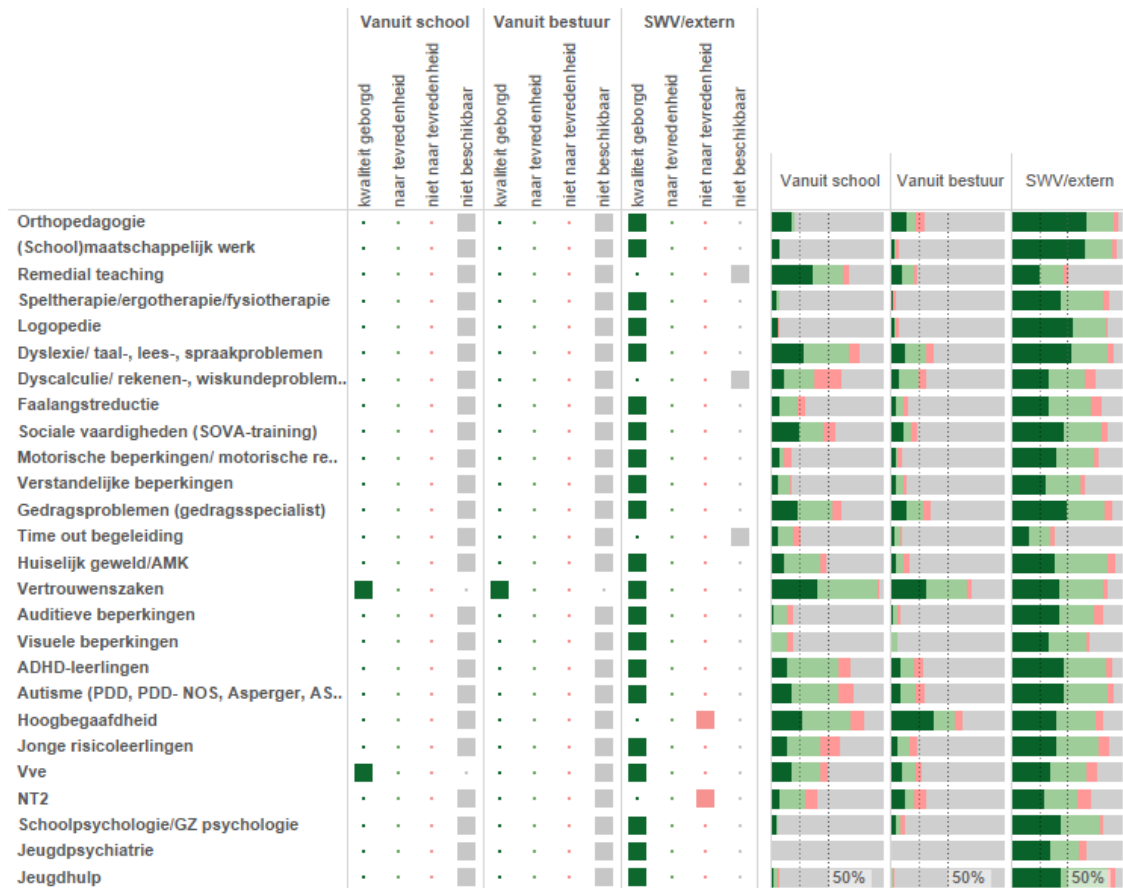 Vanuit school Vanuit bestuur SWV/extern
kwaliteit geborgd
naar tevredenheid
niet naar tevredenheid
niet beschikbaar
kwaliteit geborgd
naar tevredenheid
niet naar tevredenheid
niet beschikbaar
kwaliteit geborgd
naar tevredenheid
niet naar tevredenheid
niet beschikbaar
Vanuit school Vanuit bestuur SWV/extern
Orthopedagogie
(School)maatschappelijk werk
Remedial teaching
Speltherapie/ergotherapie/fysiotherapie
Logopedie
Dyslexie/ taal-, lees-, spraakproblemen
Dyscalculie/ rekenen-, wiskundeproblem..
Faalangstreductie
Sociale vaardigheden (SOVA-training)
Motorische beperkingen/ motorische re..
Verstandelijke beperkingen
Gedragsproblemen (gedragsspecialist)
Time out begeleiding
Huiselijk geweld/AMK
Vertrouwenszaken
Auditieve beperkingen
Visuele beperkingen
ADHD-leerlingen
Autisme (PDD, PDD- NOS, Asperger, AS..
Hoogbegaafdheid
Jonge risicoleerlingen
Vve
NT2
Schoolpsychologie/GZ psychologie
Jeugdpsychiatrie
Jeugdhulp 50% 50% 50%